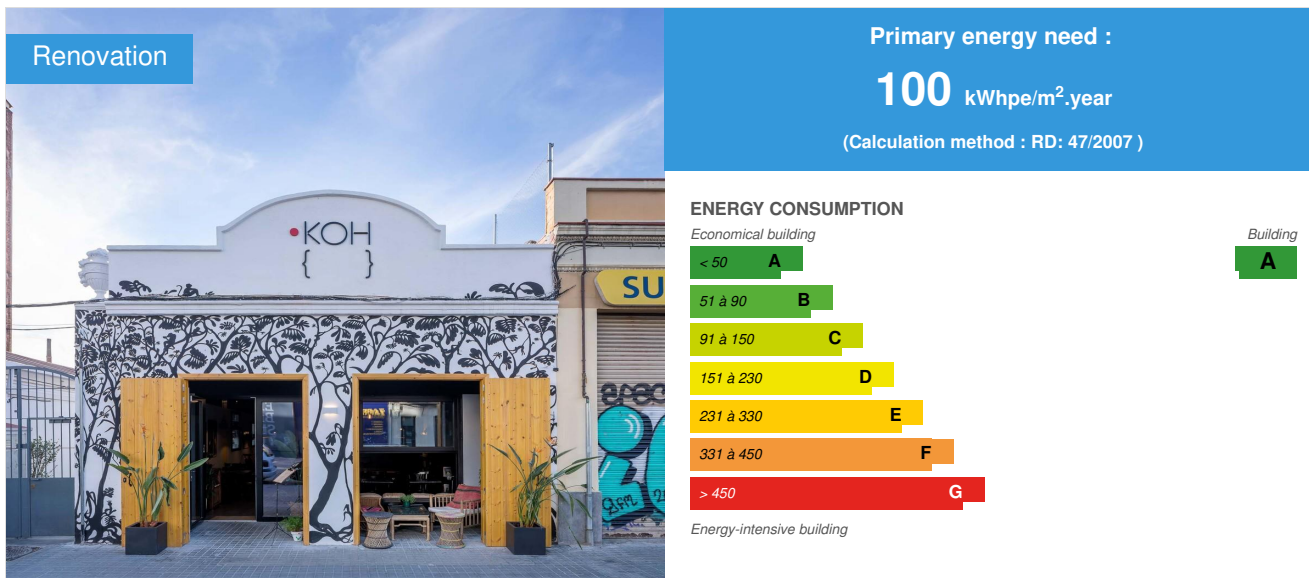 Renovation
•KOH
{ }
SU
Primary energy need :
100 kWhpe/m².year
(Calculation method : RD: 47/2007 )
ENERGY CONSUMPTION
Economical building
Building
< 50 A
A
51 à 90 B
91 à 150 C
151 à 230 D
231 à 330 E
331 à 450 F
> 450 G
Energy-intensive building